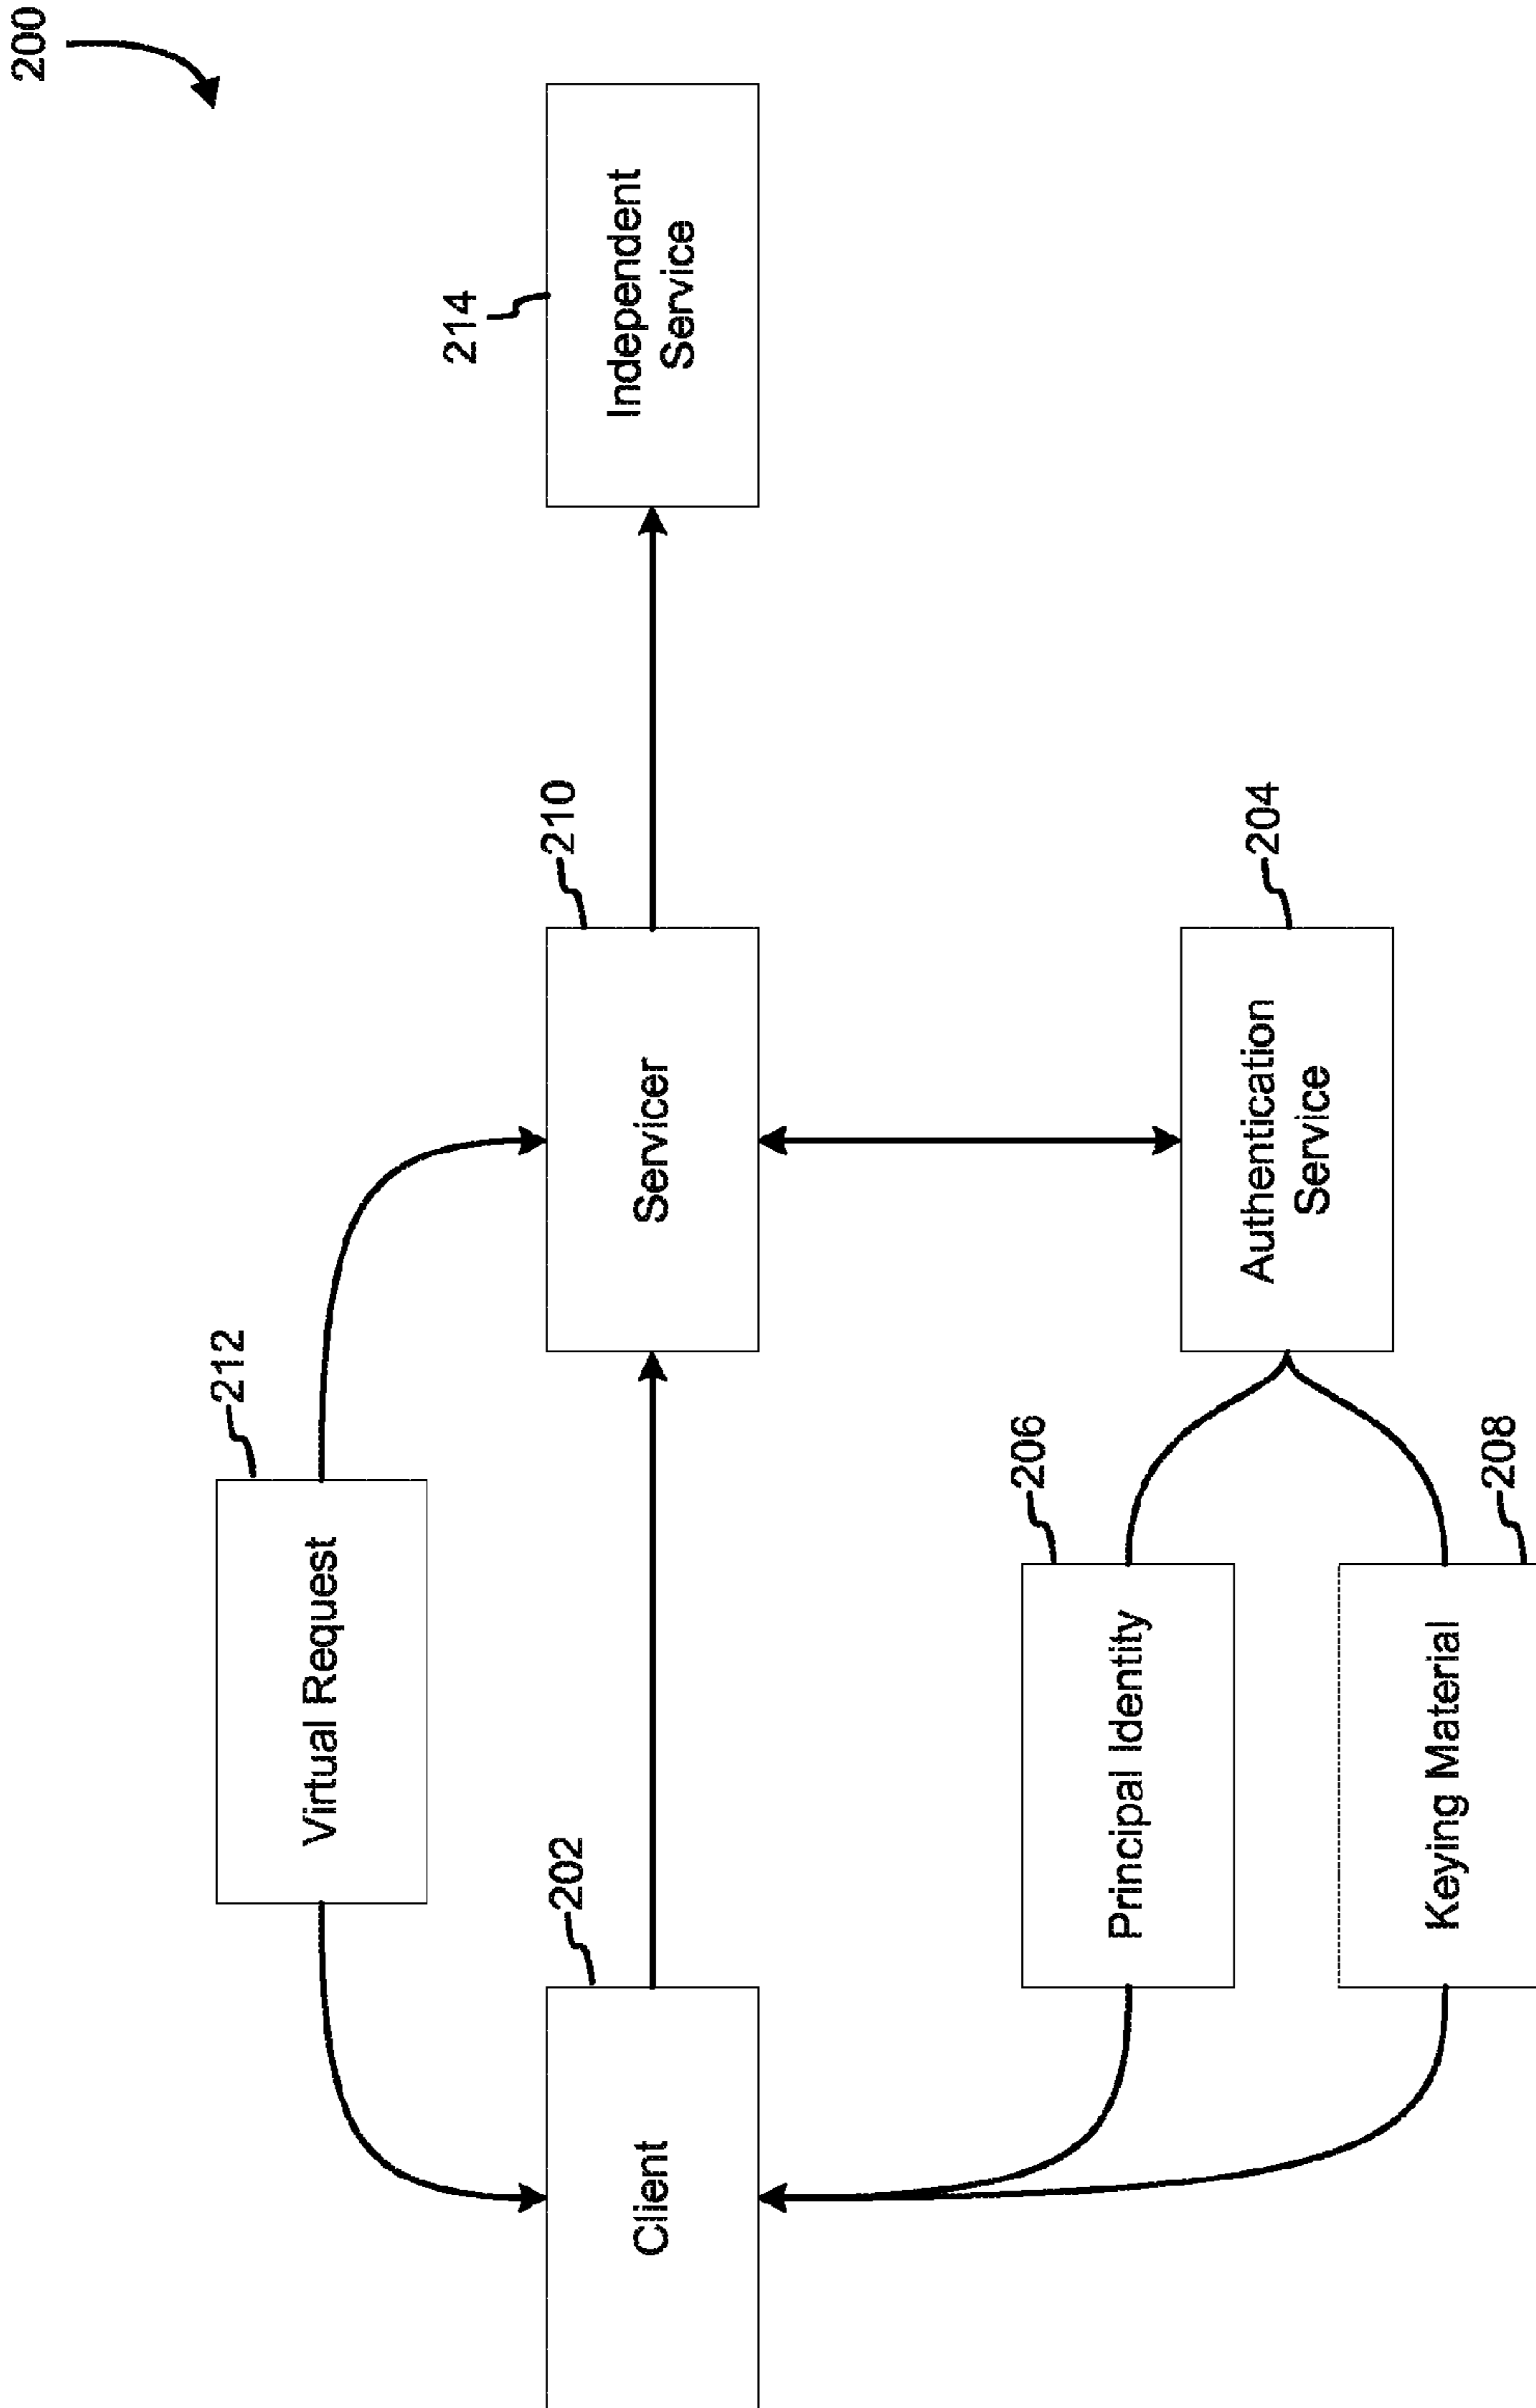 200
Virtual Request
212
Client
202
Servicer
210
214
Independent
Service
Principal Identity
206
Authentication
Service
204
Keying Material
208